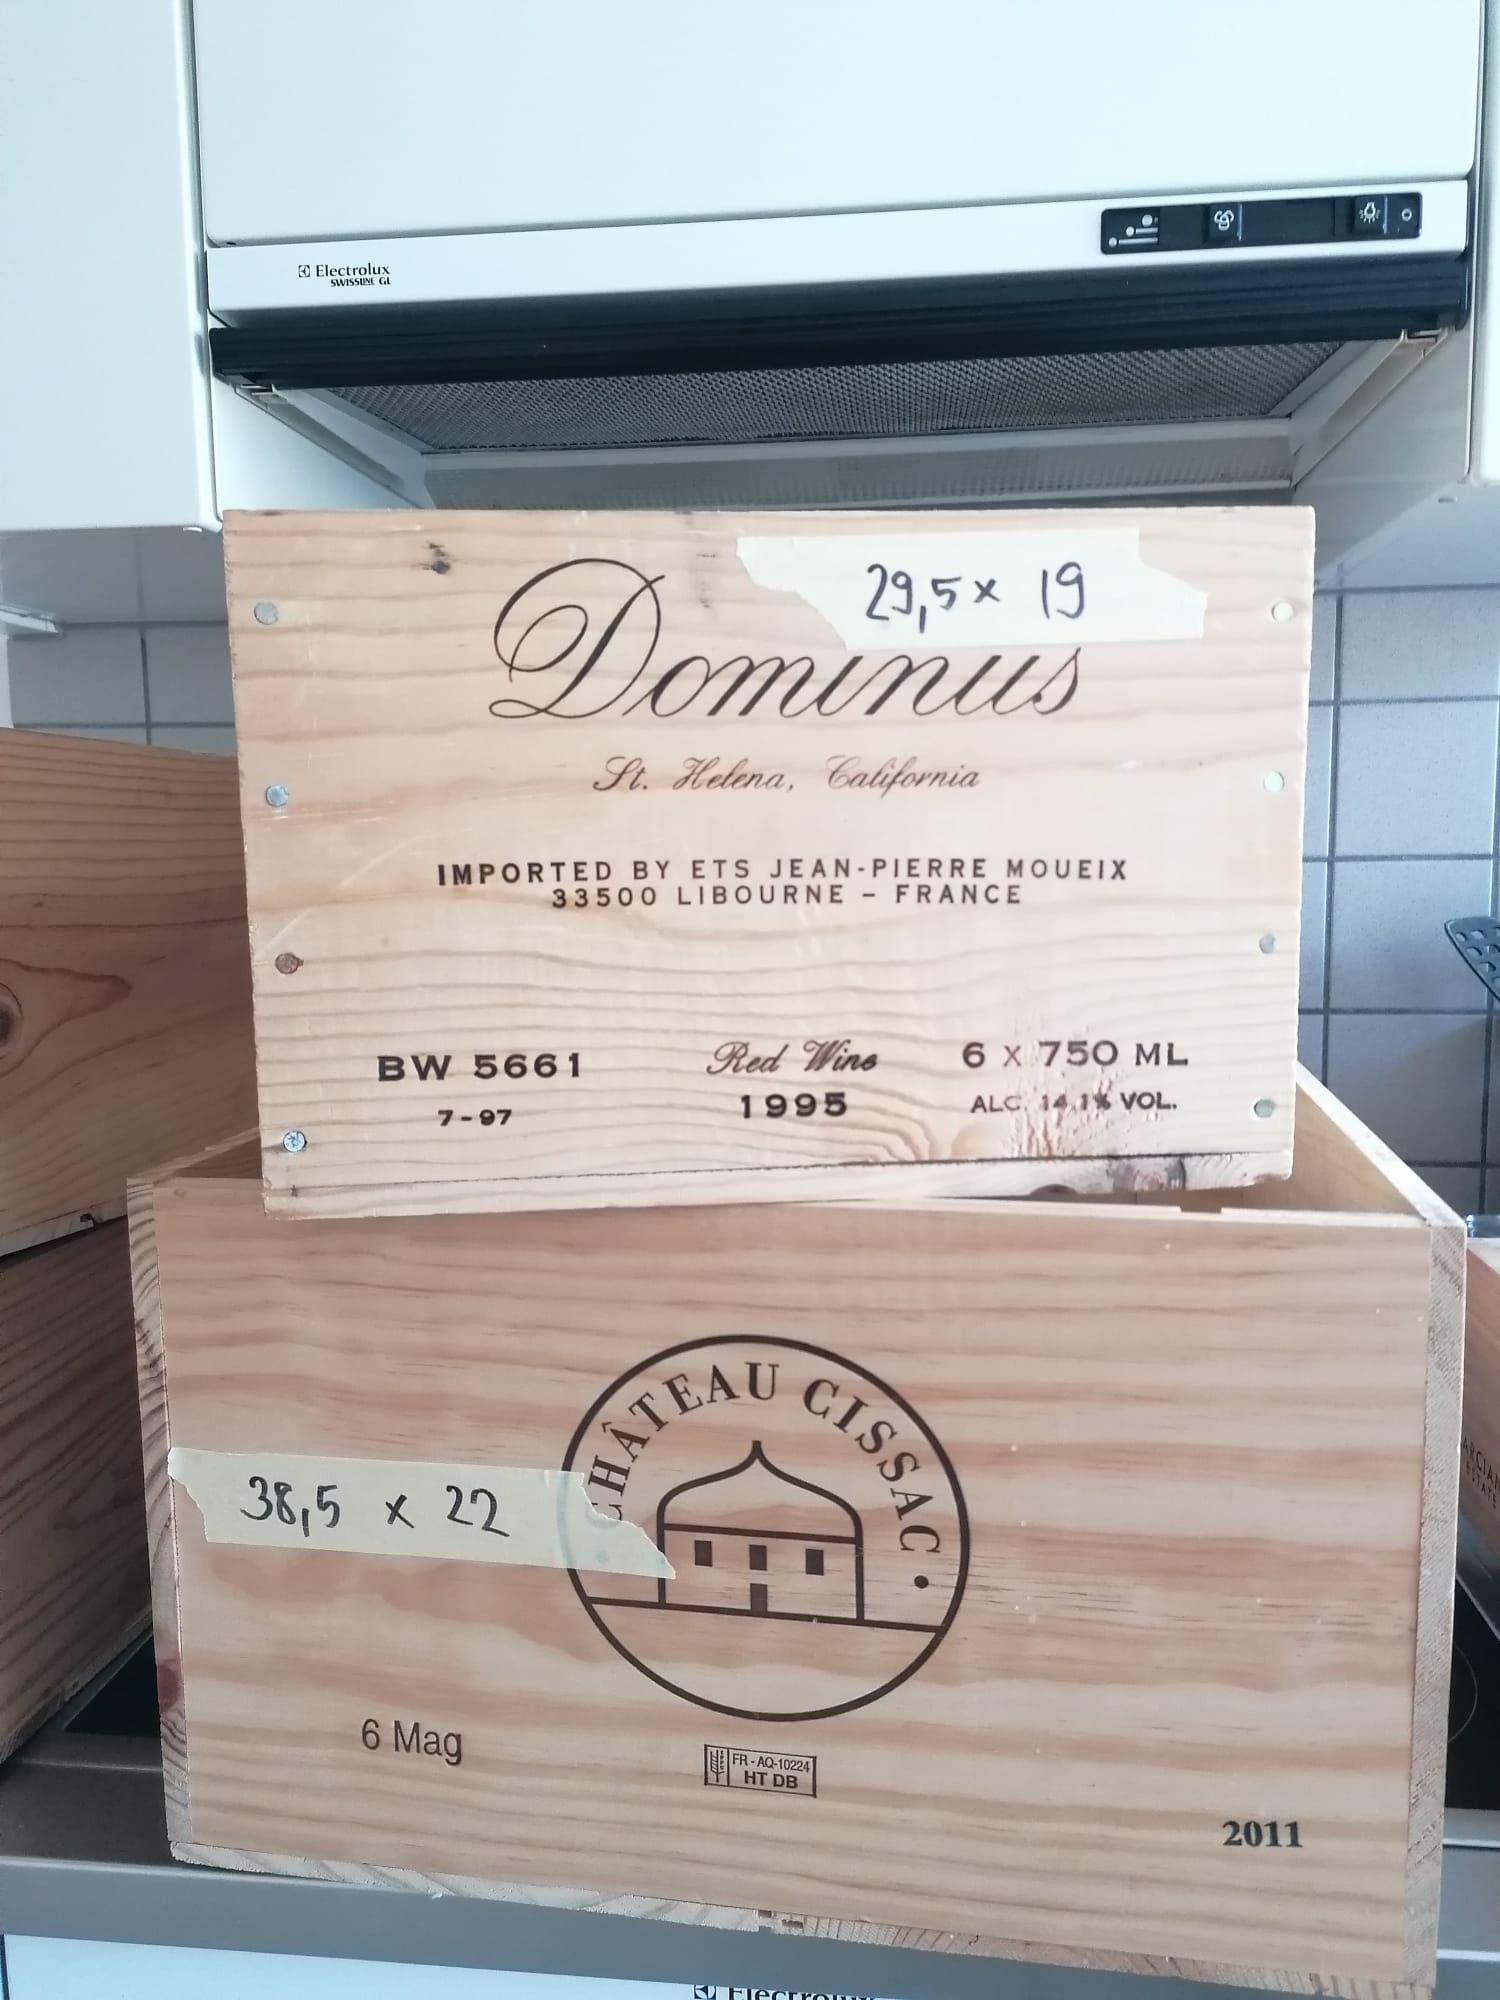 Electrolux
SWISSLINE GL
29,5 x 19
Dominus
St. Helena, California
IMPORTED BY ETS JEAN-PIERRE MOUEIX
33500 LIBOURNE – FRANCE
BW 5661
7-97
Red Wine
1995
6 x 750 ML
ALC. 14.1% VOL.
CHÂTEAU CISSAC •
38,5 x 22
6 Mag
FR - AQ-10224
HT DB
2011
Electrolux